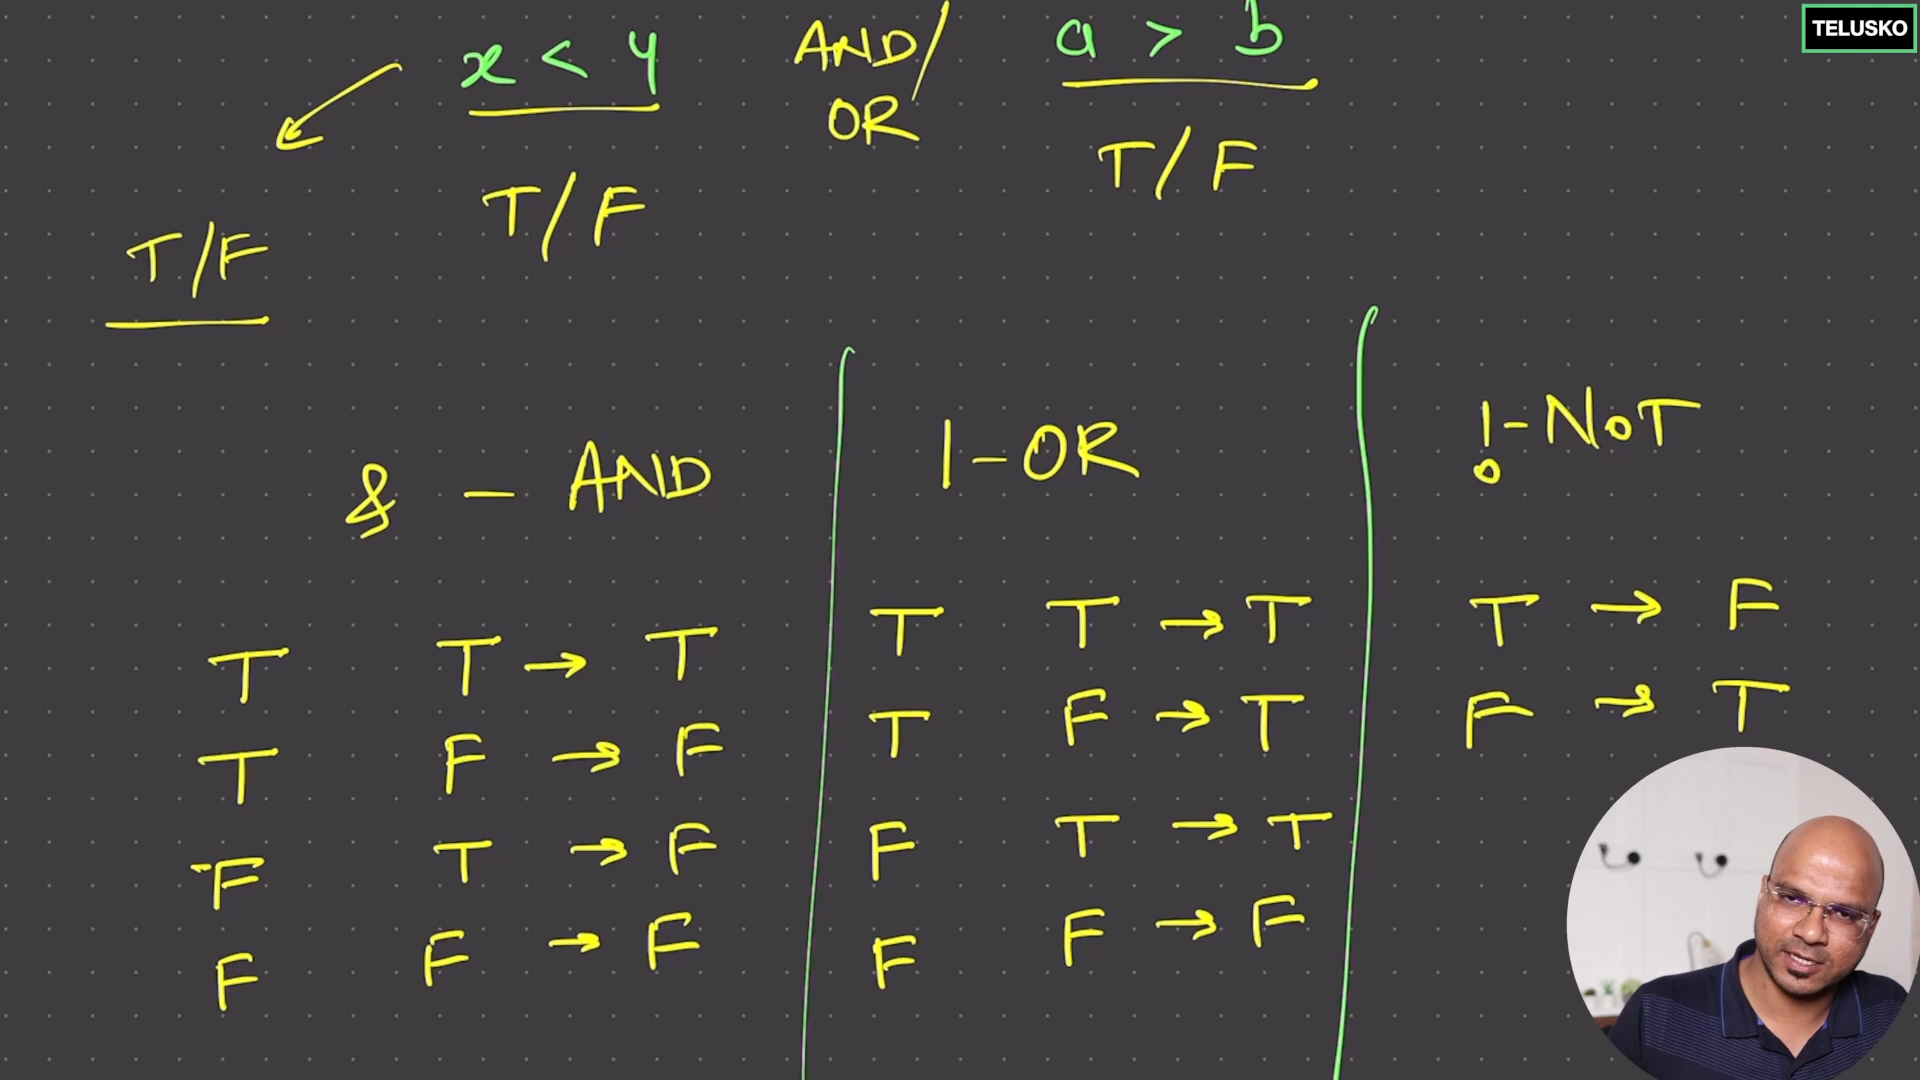 TELUSKO
x < y AND/ a > b
OR
T/F T/F
T/F
& - AND
T T → T
T F → F
F T → F
F F → F
| - OR
T T → T
T F → T
F T → T
F F → F
! - NOT
T → F
F → T